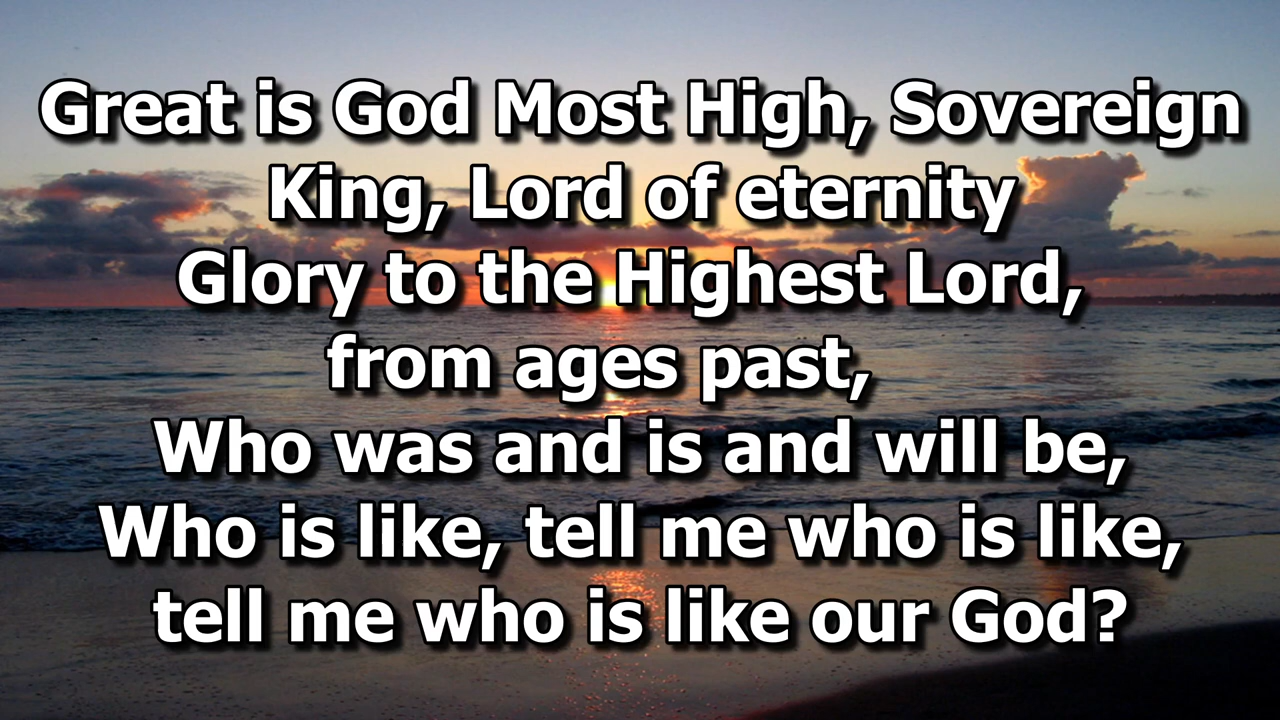 Great is God Most High, Sovereign
King, Lord of eternity
Glory to the Highest Lord,
from ages past,
Who was and is and will be,
Who is like, tell me who is like,
tell me who is like our God?